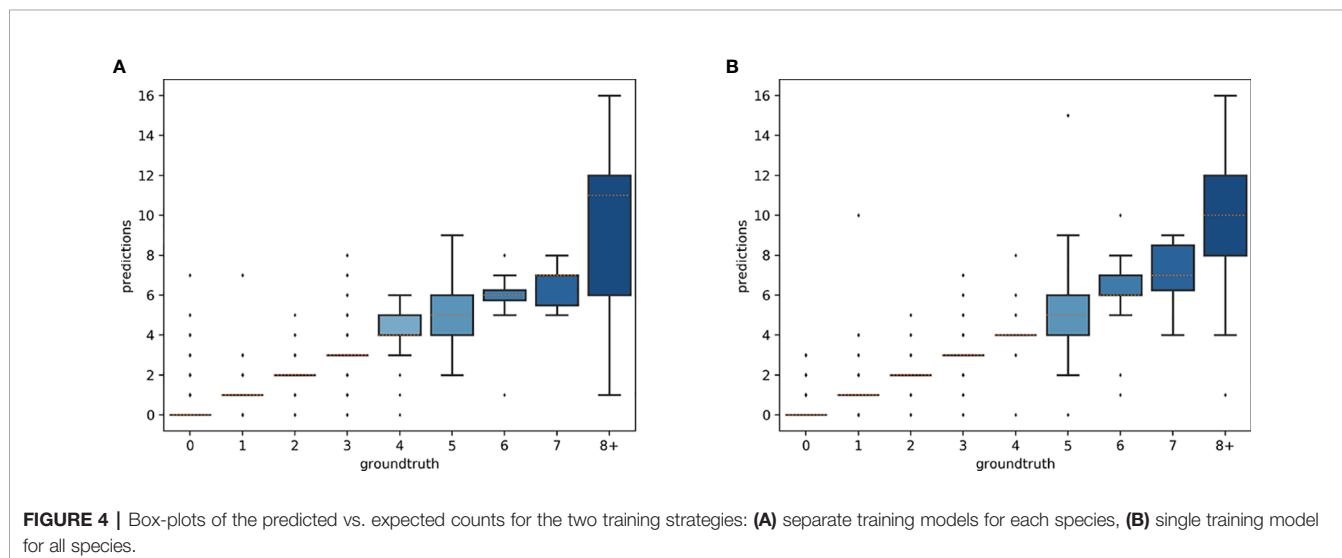 A
B
16
14
12
10
8
6
4
2
0
predictions
0 1 2 3 4 5 6 7 8+
groundtruth
16
14
12
10
8
6
4
2
0
predictions
0 1 2 3 4 5 6 7 8+
groundtruth
FIGURE 4 | Box-plots of the predicted vs. expected counts for the two training strategies: (A) separate training models for each species, (B) single training model
for all species.